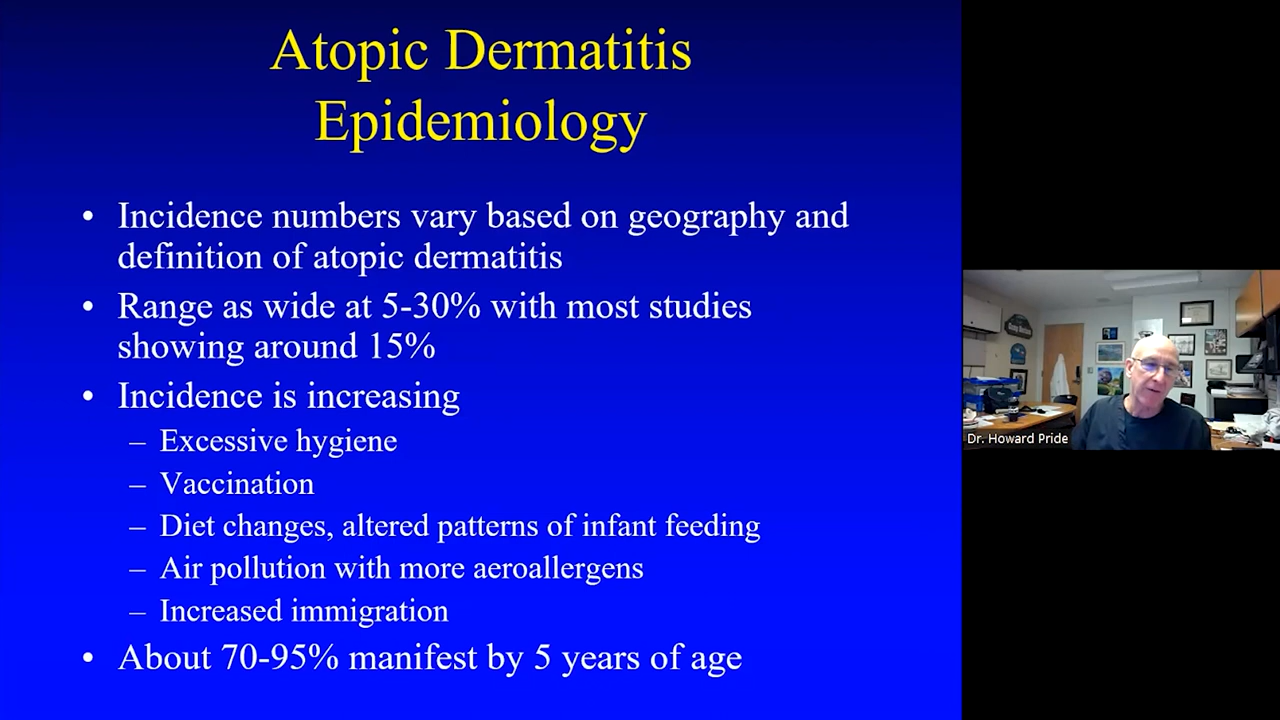 Atopic Dermatitis
Epidemiology
• Incidence numbers vary based on geography and
definition of atopic dermatitis
• Range as wide at 5-30% with most studies
showing around 15%
• Incidence is increasing
– Excessive hygiene
– Vaccination
– Diet changes, altered patterns of infant feeding
– Air pollution with more aeroallergens
– Increased immigration
• About 70-95% manifest by 5 years of age
Dr. Howard Pride